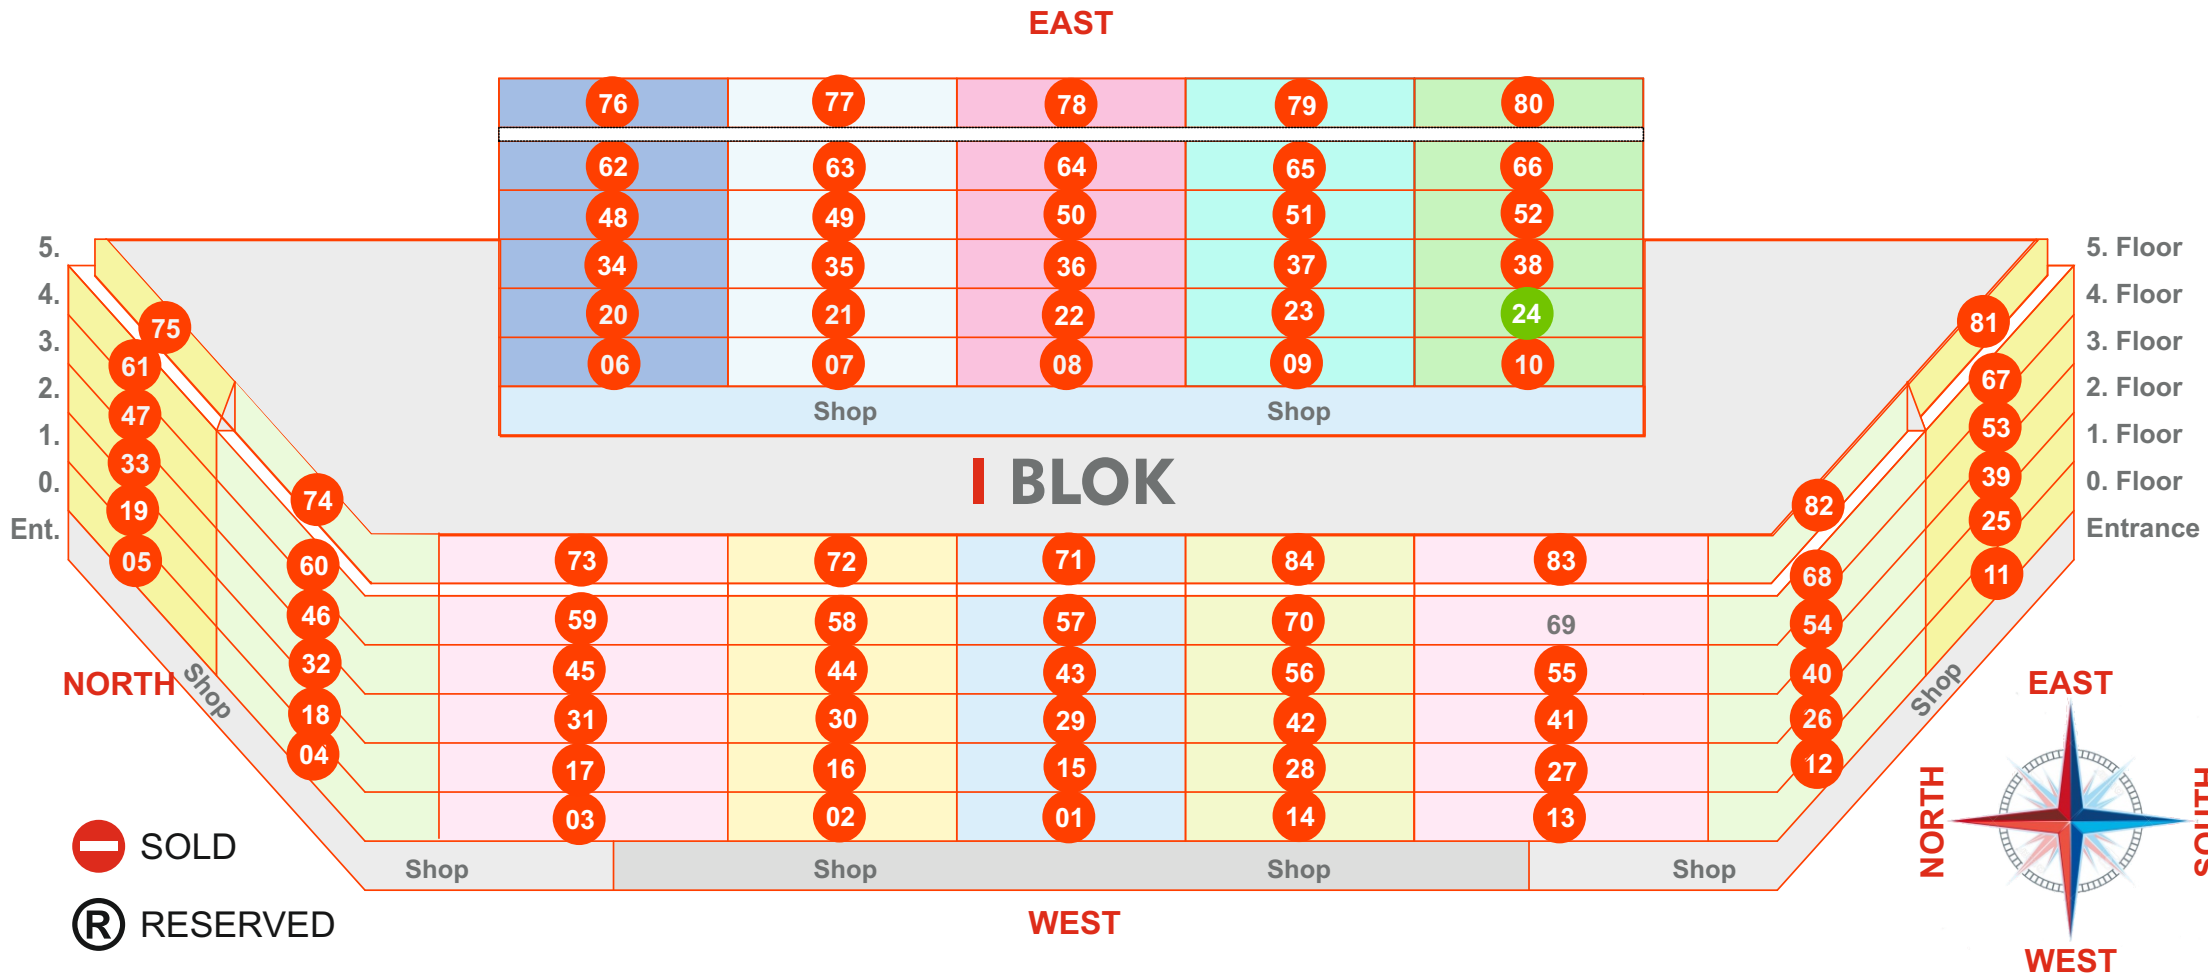 EAST
76 77 78 79 80
62 63 64 65 66
48 49 50 51 52
34 35 36 37 38
20 21 22 23 24
06 07 08 09 10
Shop Shop
5.
4.
3.
2.
1.
0.
Ent.
5. Floor
4. Floor
3. Floor
2. Floor
1. Floor
0. Floor
Entrance
75
61
47
33
19
05
74
60
46
32
18
04
81
67
53
39
25
11
82
68
54
40
26
12
I BLOK
73 72 71 84 83
59 58 57 70 69
45 44 43 56 55
31 30 29 42 41
17 16 15 28 27
03 02 01 14 13
NORTH
Shop
Shop
Shop Shop Shop Shop
WEST
SOLD
R RESERVED
EAST
NORTH
SOUTH
WEST